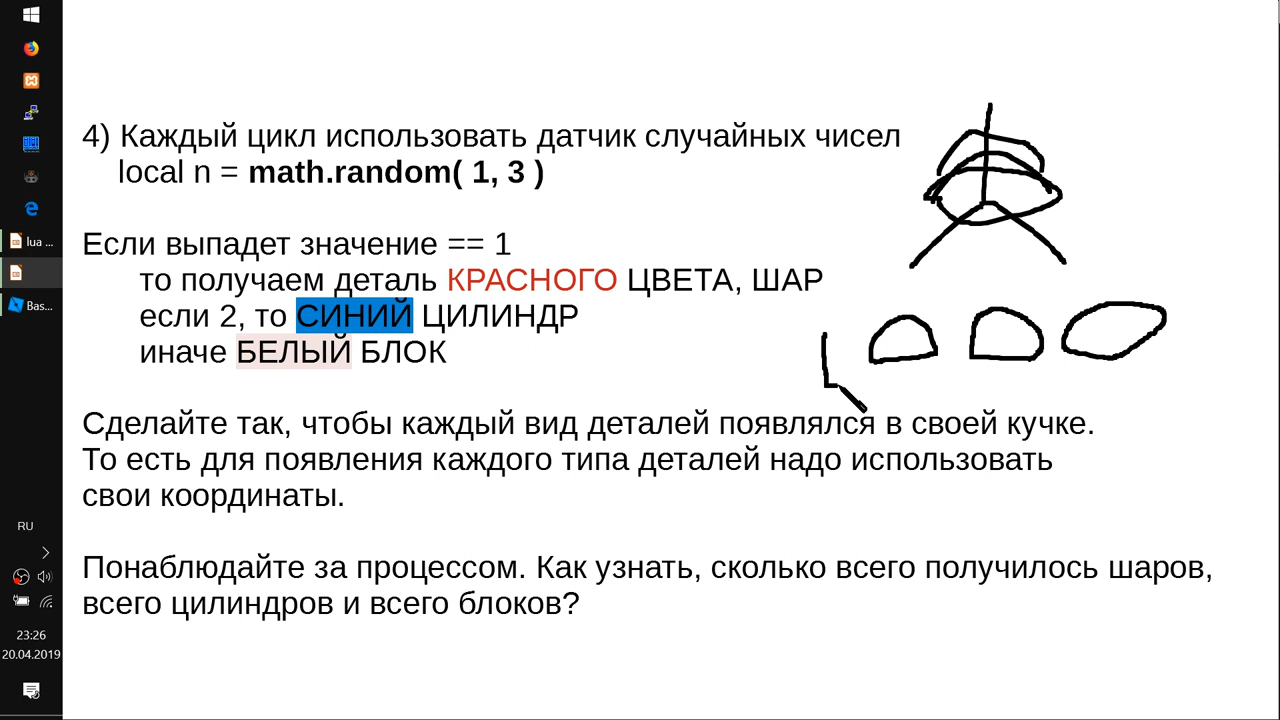 4) Каждый цикл использовать датчик случайных чисел
local n = math.random( 1, 3 )
Если выпадет значение == 1
то получаем деталь КРАСНОГО ЦВЕТА, ШАР
если 2, то СИНИЙ ЦИЛИНДР
иначе БЕЛЫЙ БЛОК
Сделайте так, чтобы каждый вид деталей появлялся в своей кучке.
То есть для появления каждого типа деталей надо использовать
свои координаты.
Понаблюдайте за процессом. Как узнать, сколько всего получилось шаров,
всего цилиндров и всего блоков?
lua ...
Bas...
RU
23:26
20.04.2019